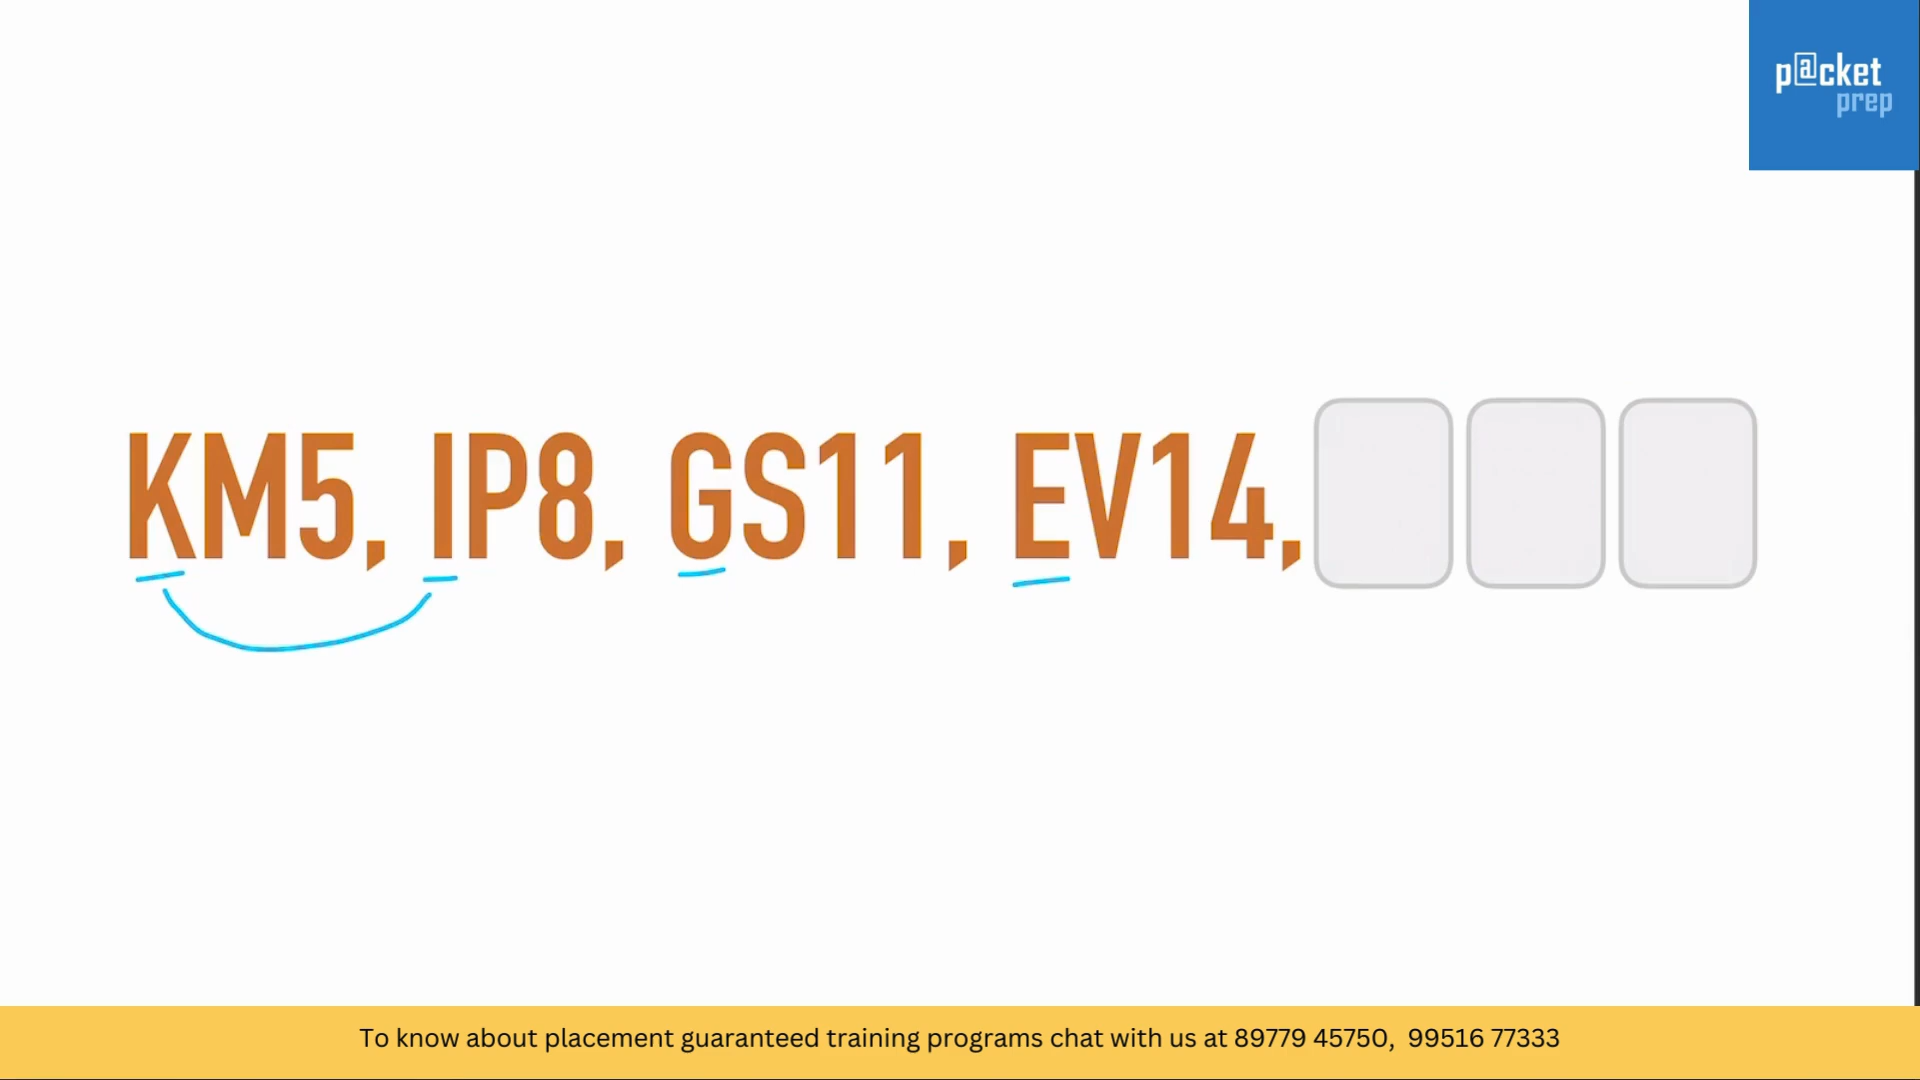 p@cket
prep
KM5, IP8, GS11, EV14,
To know about placement guaranteed training programs chat with us at 89779 45750, 99516 77333